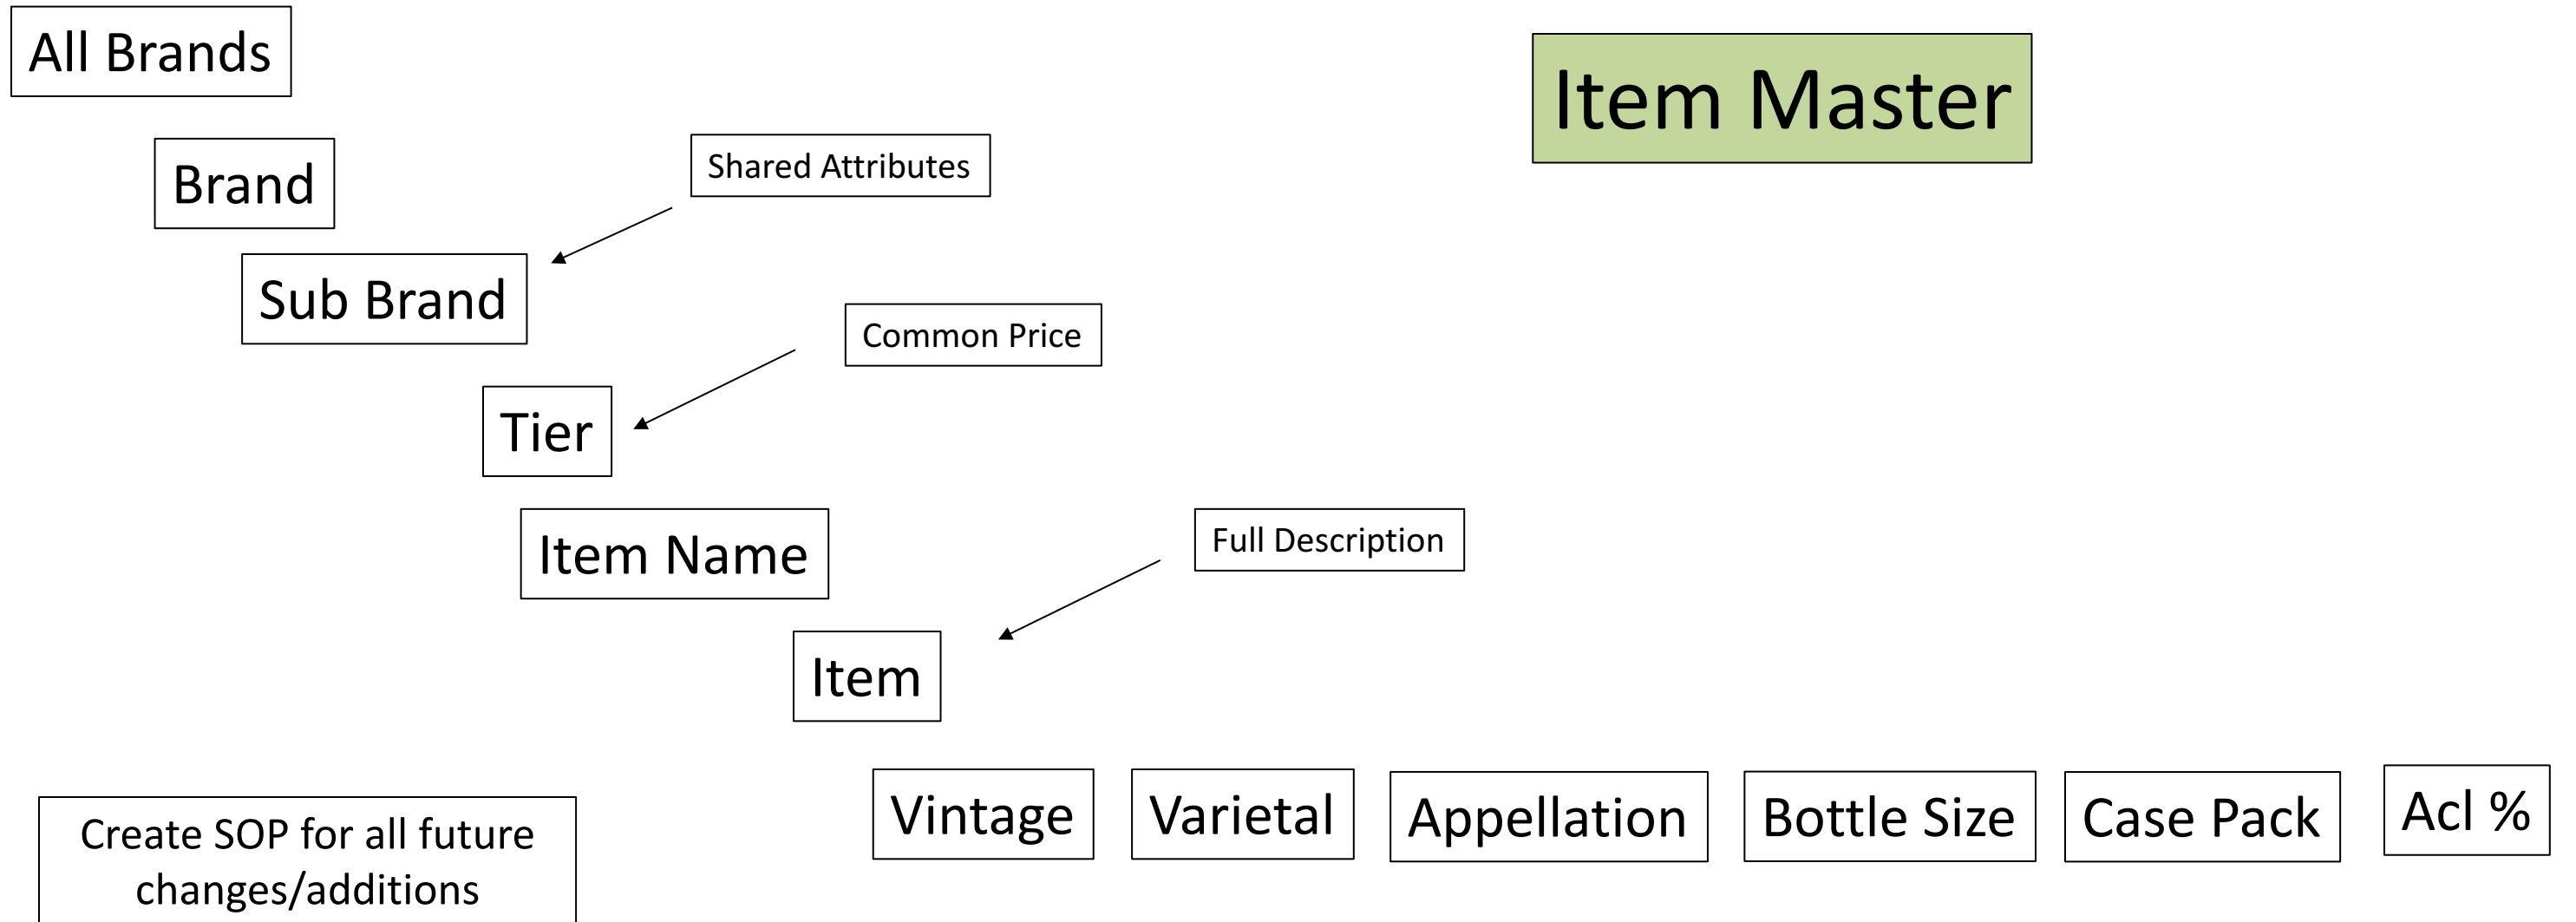 All Brands
Item Master
Brand
Shared Attributes
Sub Brand
Common Price
Tier
Item Name
Full Description
Item
Vintage
Varietal
Appellation
Bottle Size
Case Pack
Acl %
Create SOP for all future
changes/additions